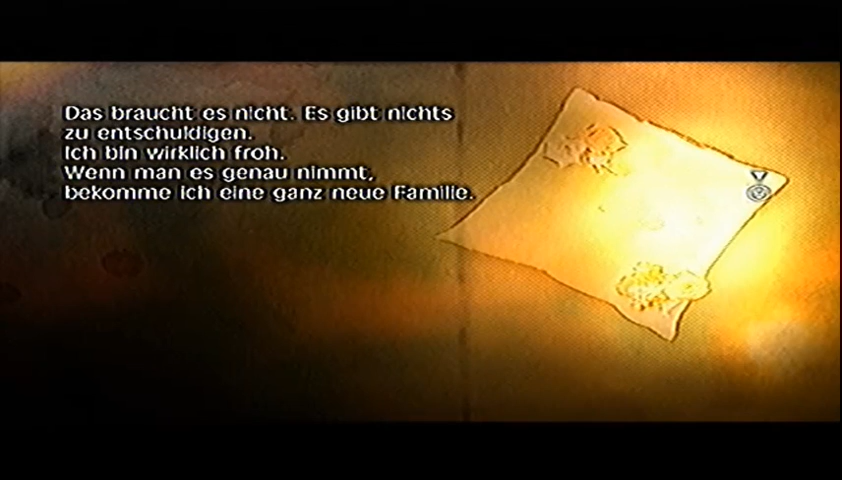 Das braucht es nicht. Es gibt nichts
zu entschuldigen.
Ich bin wirklich froh.
Wenn man es genau nimmt,
bekomme ich eine ganz neue Familie.